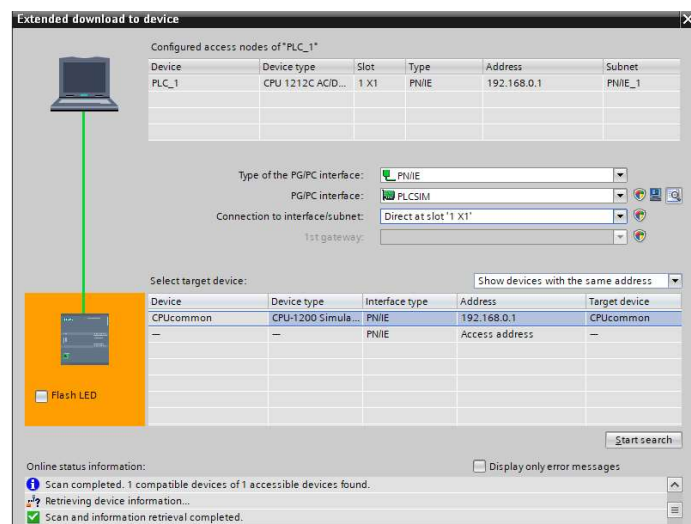 Extended download to device
Configured access nodes of "PLC_1"
Device Device type Slot Type Address Subnet
PLC_1 CPU 1212C AC/D... 1 X1 PN/IE 192.168.0.1 PN/IE_1
Type of the PG/PC interface: PN/IE
PG/PC interface: PLCSIM
Connection to interface/subnet: Direct at slot '1 X1'
1st gateway:
Select target device: Show devices with the same address
Device Device type Interface type Address Target device
CPUcommon CPU-1200 Simula... PN/IE 192.168.0.1 CPUcommon
— — PN/IE Access address —
Flash LED
Start search
Online status information: Display only error messages
Scan completed. 1 compatible devices of 1 accessible devices found.
Retrieving device information...
Scan and information retrieval completed.